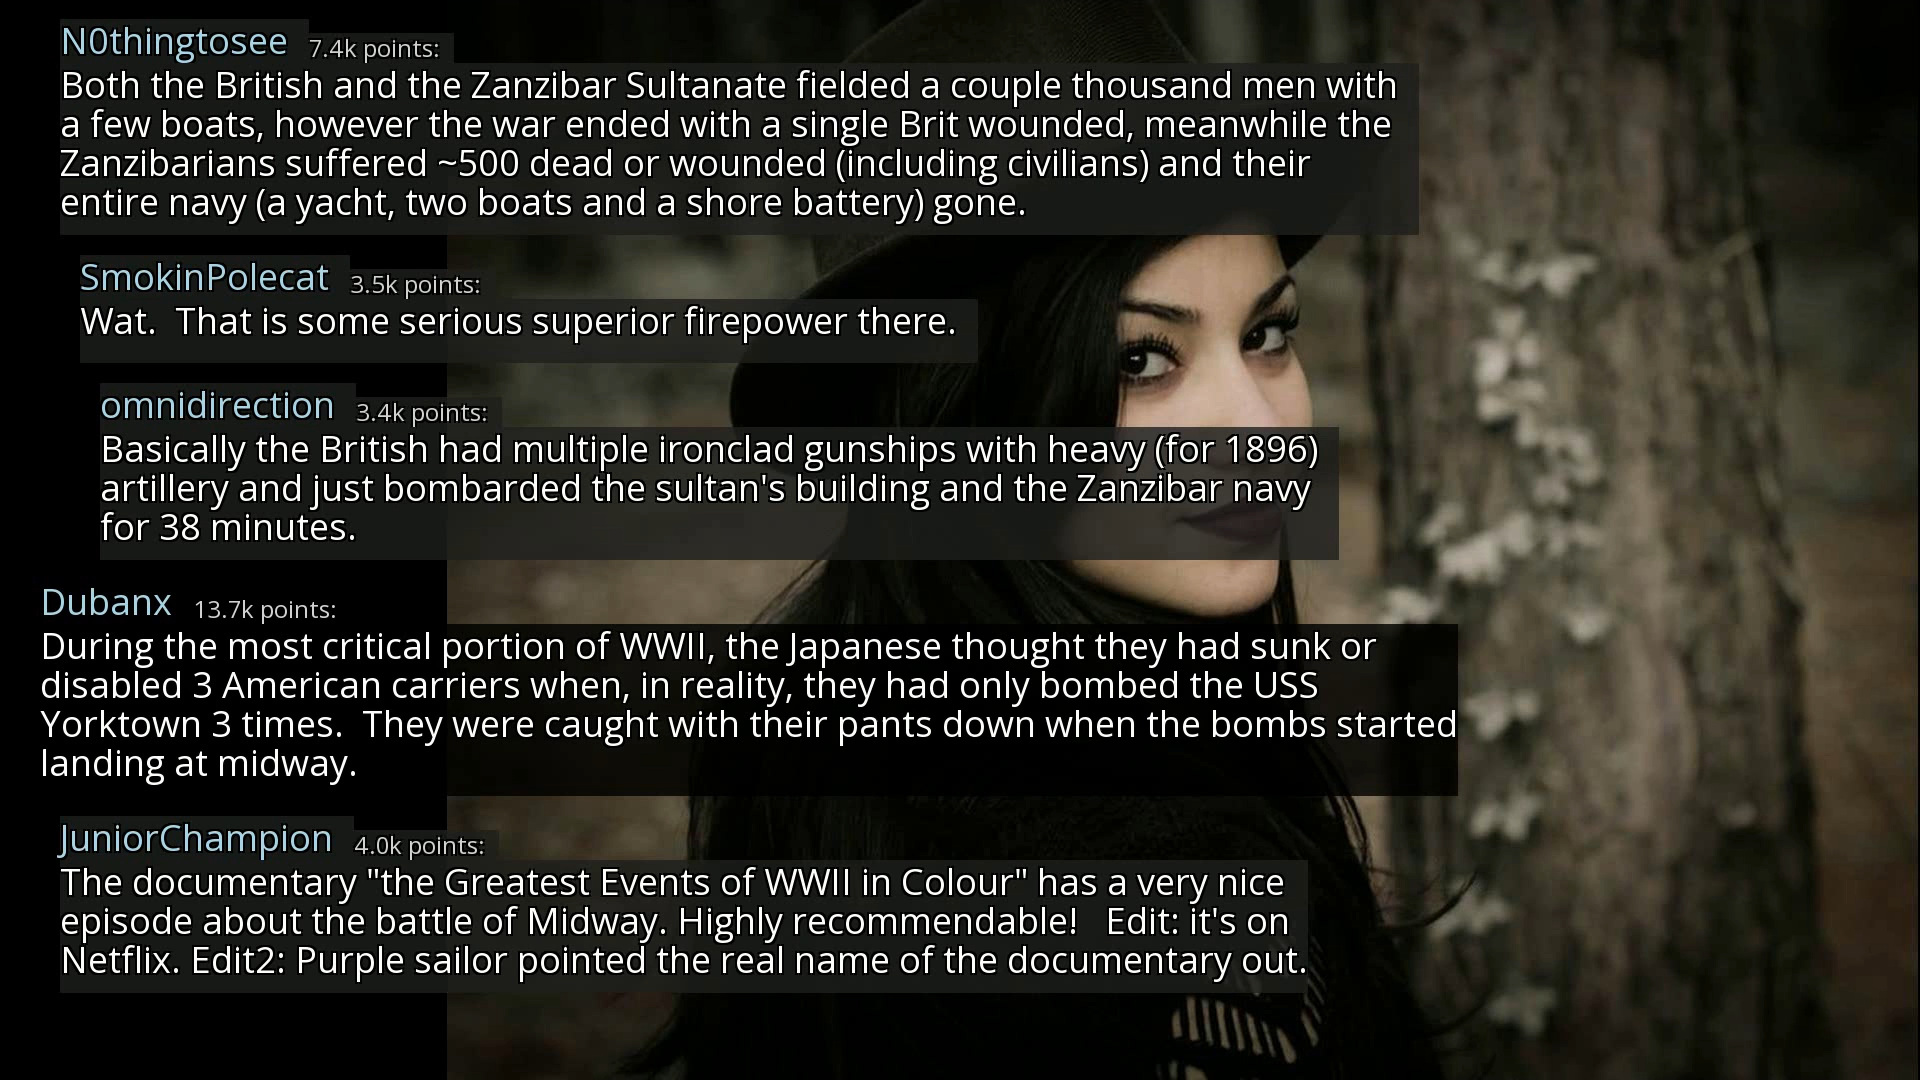 N0thingtosee 7.4k points:
Both the British and the Zanzibar Sultanate fielded a couple thousand men with
a few boats, however the war ended with a single Brit wounded, meanwhile the
Zanzibarians suffered ~500 dead or wounded (including civilians) and their
entire navy (a yacht, two boats and a shore battery) gone.
SmokinPolecat 3.5k points:
Wat.  That is some serious superior firepower there.
omnidirection 3.4k points:
Basically the British had multiple ironclad gunships with heavy (for 1896)
artillery and just bombarded the sultan's building and the Zanzibar navy
for 38 minutes.
Dubanx 13.7k points:
During the most critical portion of WWII, the Japanese thought they had sunk or
disabled 3 American carriers when, in reality, they had only bombed the USS
Yorktown 3 times.  They were caught with their pants down when the bombs started
landing at midway.
JuniorChampion 4.0k points:
The documentary "the Greatest Events of WWII in Colour" has a very nice
episode about the battle of Midway. Highly recommendable!   Edit: it's on
Netflix. Edit2: Purple sailor pointed the real name of the documentary out.